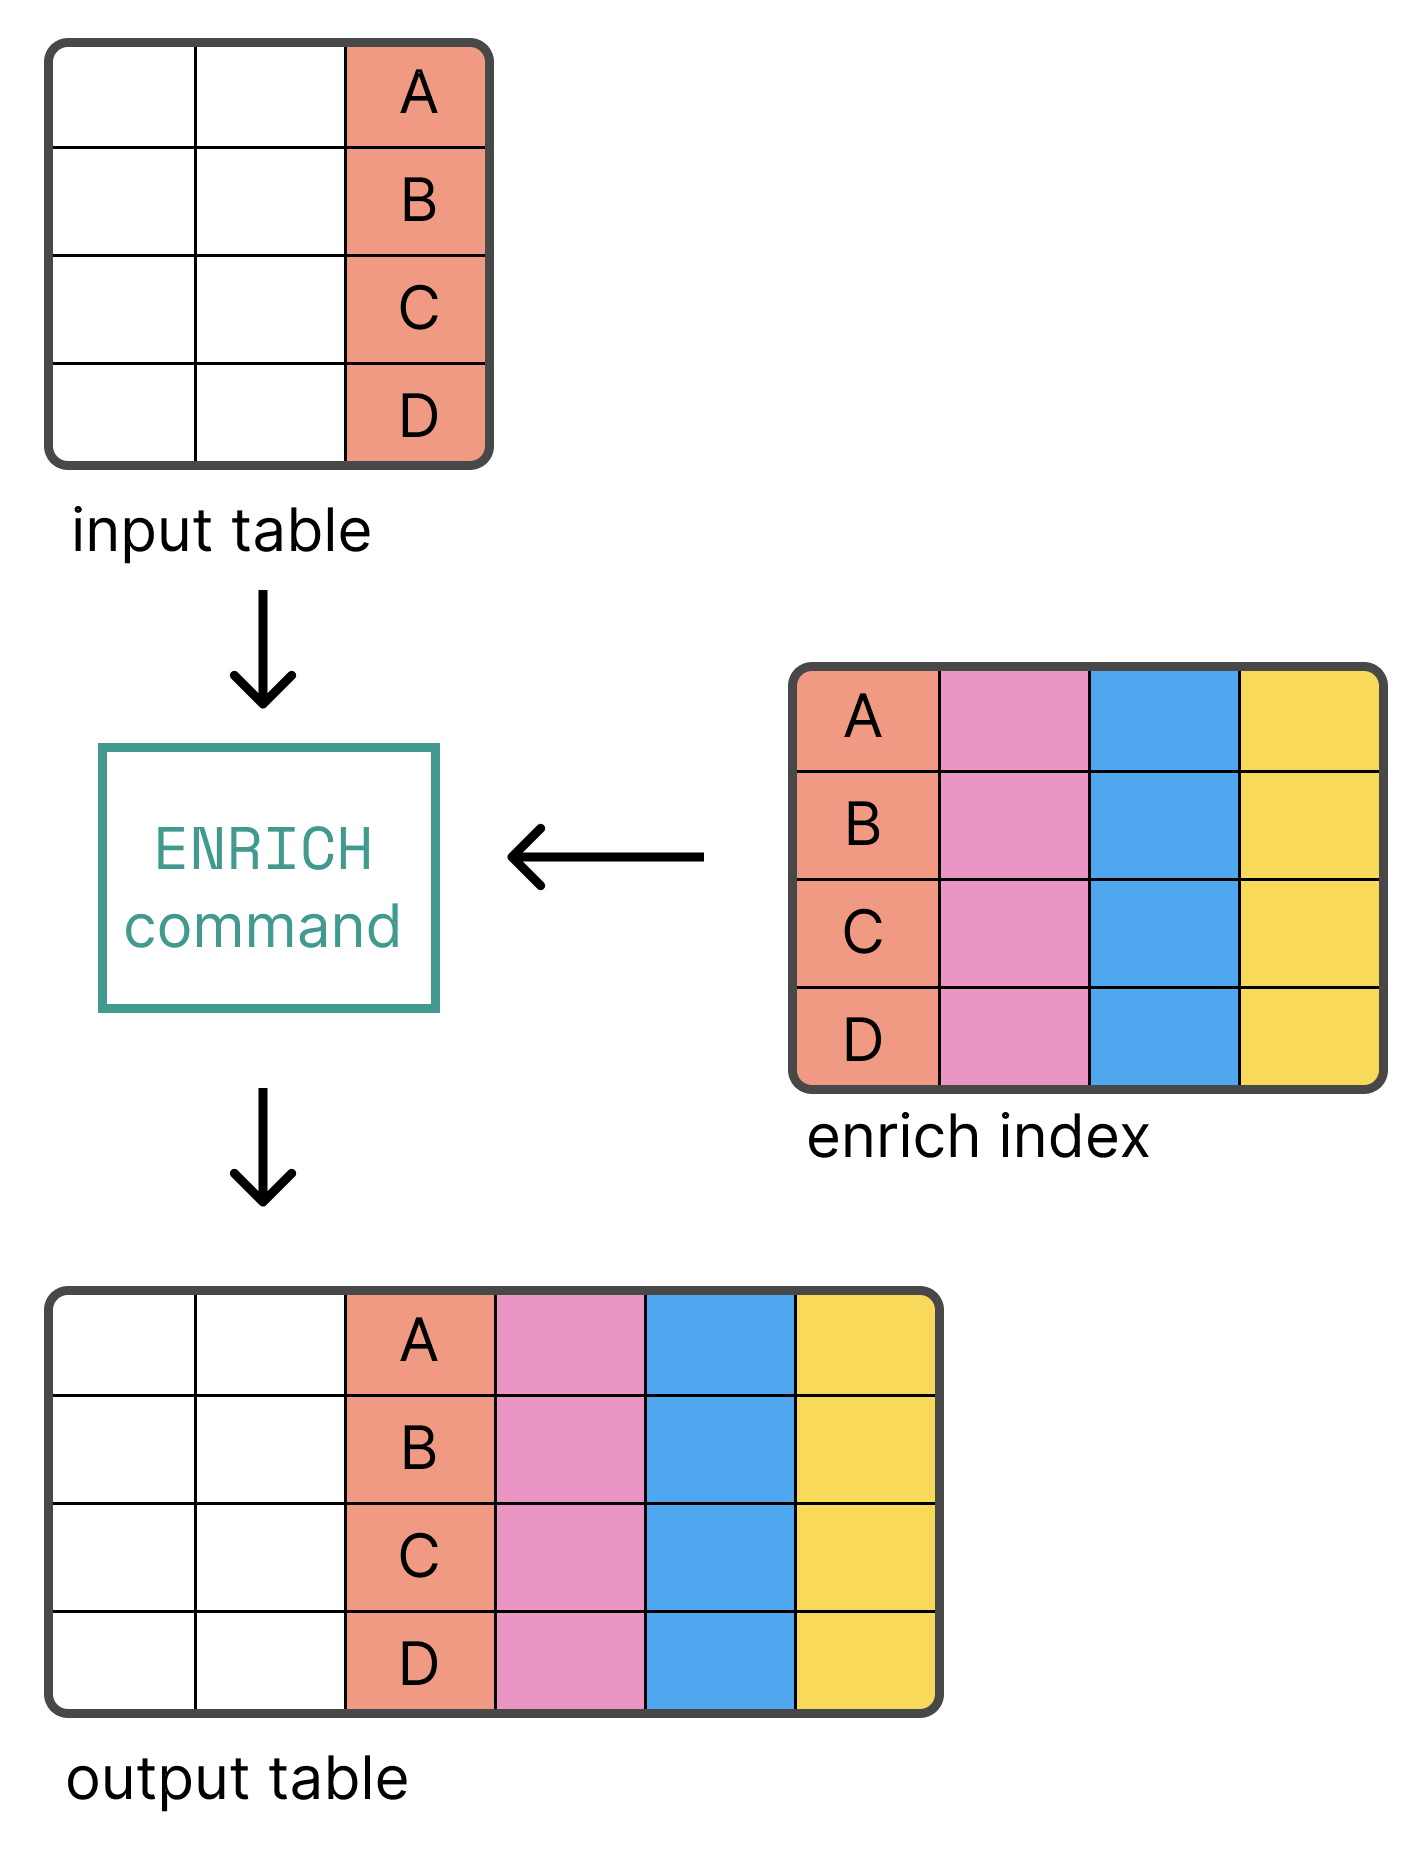 A
B
C
D
input table
ENRICH
command
A
B
C
D
enrich index
A
B
C
D
output table